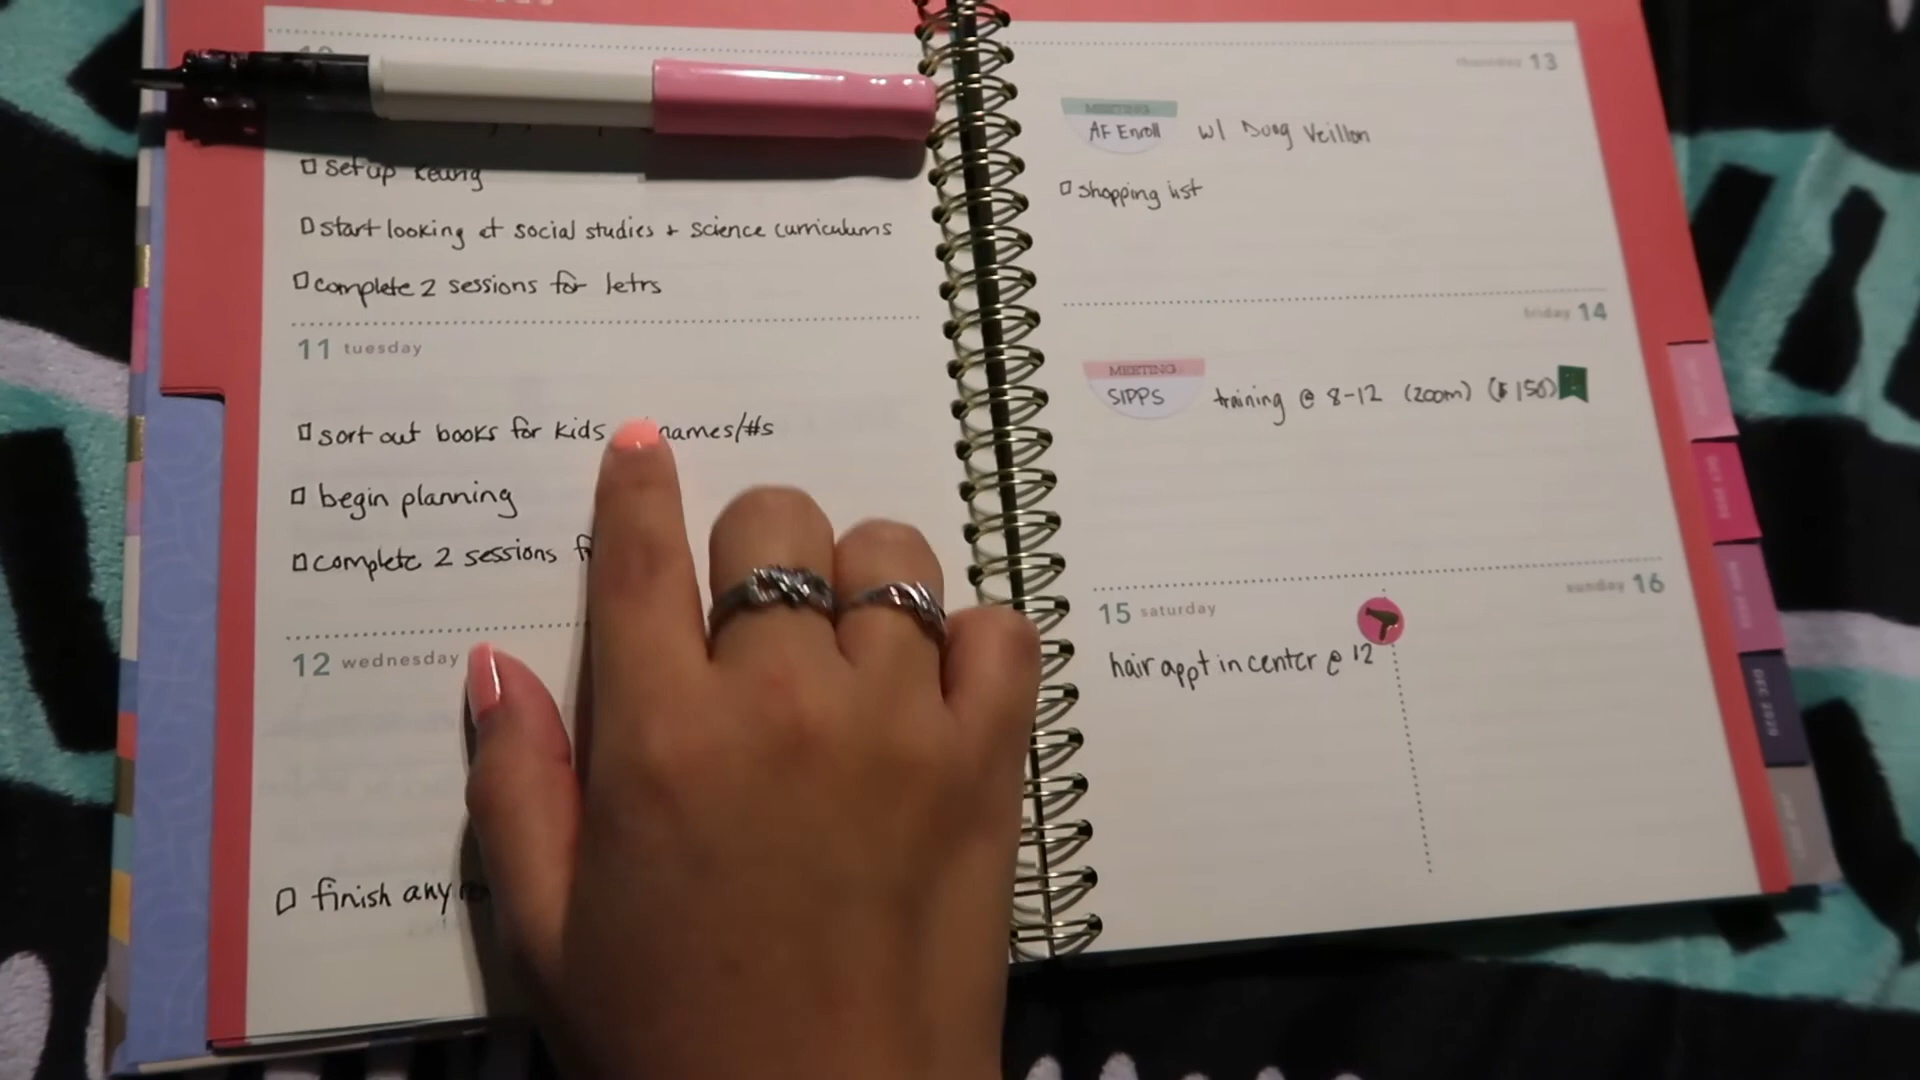 □ set up
□ start looking at social studies + science curriculums
□ complete 2 sessions for letrs
11 tuesday
□ sort out books for kids names/#s
□ begin planning
□ complete 2 sessions
12 wednesday
□ finish any
thursday 13
MEETING
AF Enroll w/ Doug Veillon
□ shopping list
friday 14
MEETING
SIPPS training @ 8-12 (zoom) ($150)
15 saturday
hair appt in center @ 12
sunday 16
DEC 2020